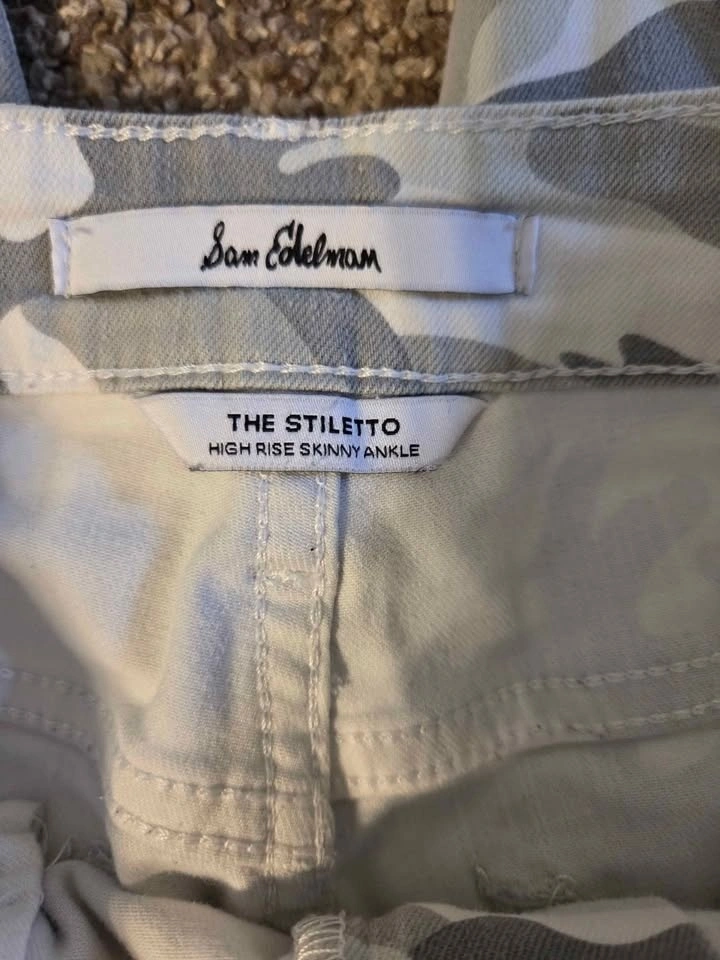 Sam Edelman
THE STILETTO
HIGH RISE SKINNY ANKLE